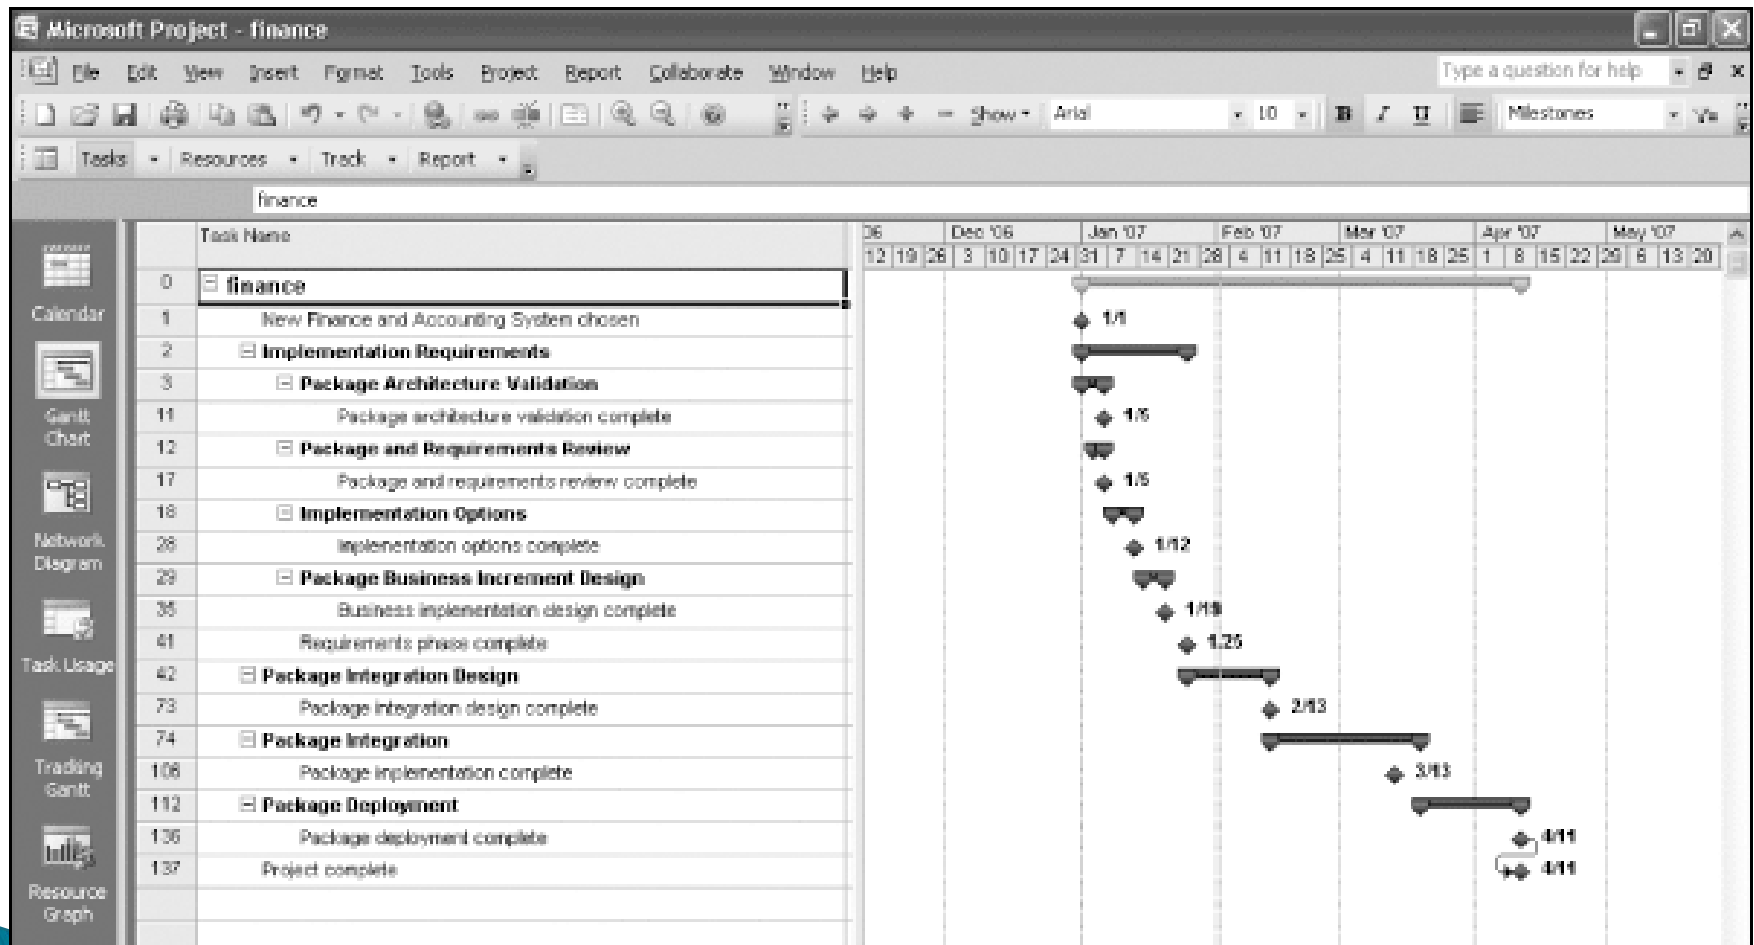 Microsoft Project - finance
File Edit View Insert Format Tools Project Report Collaborate Window Help Type a question for help
Show Arial 10 B I U Milestones
Tasks Resources Track Report
finance
Task Name 06 Dec '06 Jan '07 Feb '07 Mar '07 Apr '07 May '07
12 19 26 3 10 17 24 31 7 14 21 28 4 11 18 25 4 11 18 25 1 8 15 22 29 6 13 20
0 finance
Calendar
1 New Finance and Accounting System chosen 1/1
2 Implementation Requirements
3 Package Architecture Validation
Gantt Chart
11 Package architecture validation complete 1/5
12 Package and Requirements Review
17 Package and requirements review complete 1/5
18 Implementation Options
Network Diagram
28 Implementation options complete 1/12
29 Package Business Increment Design
35 Business implementation design complete 1/19
41 Requirements phase complete 1.25
Task Usage
42 Package Integration Design
73 Package integration design complete 2/13
74 Package Integration
Tracking Gantt
108 Package implementation complete 3/13
112 Package Deployment
136 Package deployment complete 4/11
137 Project complete 4/11
Resource Graph